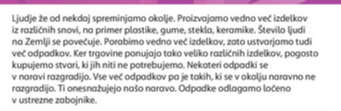 Ljudje že od nekdaj spreminjamo okolje. Proizvajamo vedno več izdelkov
iz različnih snovi, na primer plastike, gume, stekla, keramike. Število ljudi
na Zemlji se povečuje. Porabimo vedno več izdelkov, zato ustvarjamo tudi
več odpadkov. Ker trgovine ponujajo tako veliko različnih izdelkov, pogosto
kupujemo stvari, ki jih niti ne potrebujemo. Nekateri odpadki se
v naravi razgradijo. Vse več odpadkov pa je takih, ki se v okolju naravno ne
razgradijo. Ti onesnažujejo našo naravo. Odpadke odlagamo ločeno
v ustrezne zabojnike.